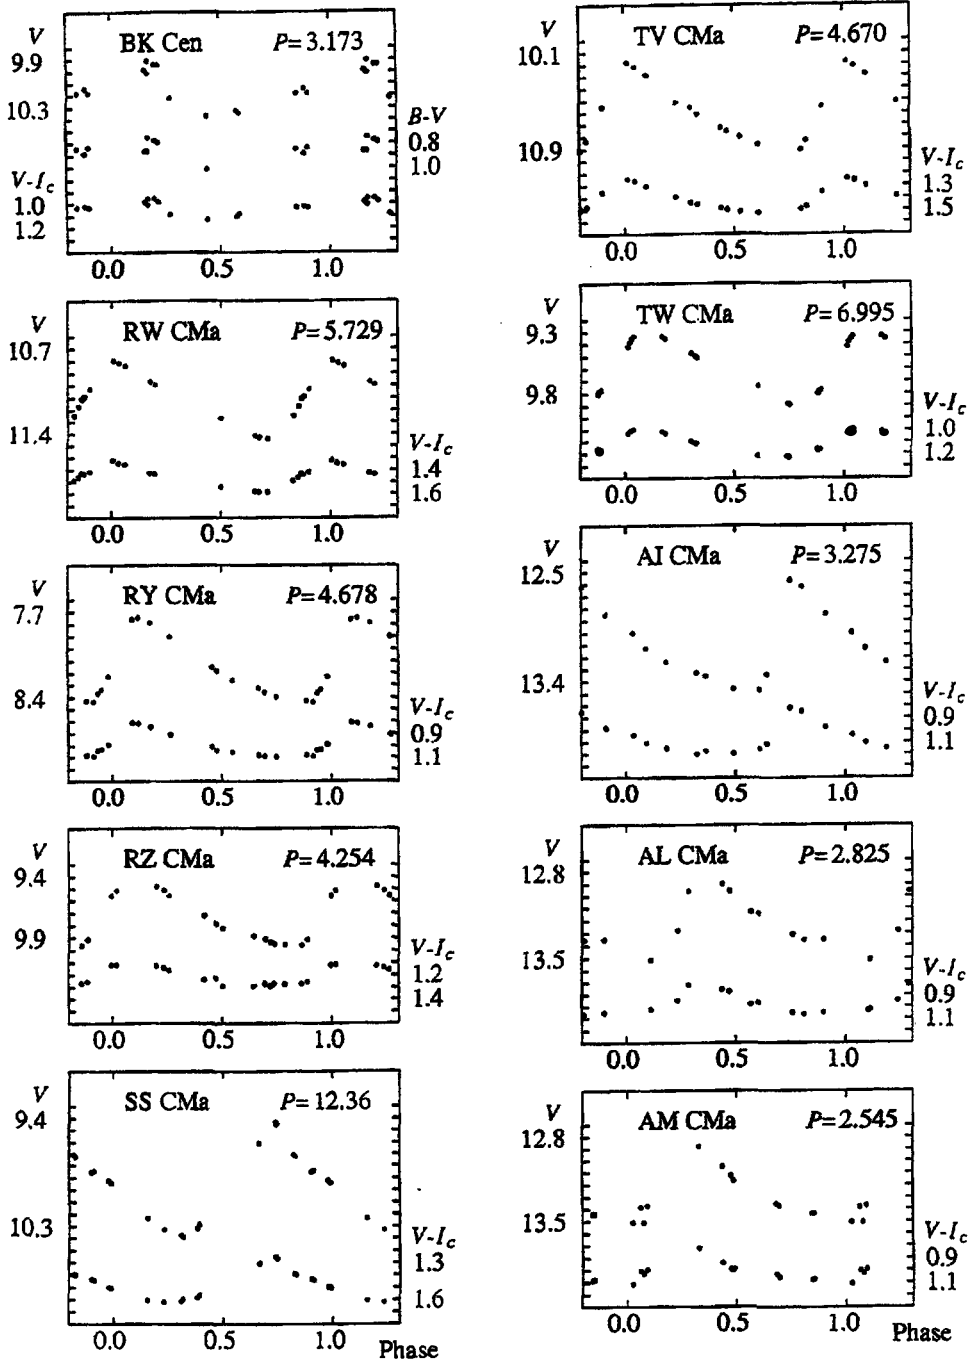 V
BK Cen P=3.173
9.9
10.3
B-V
0.8
1.0
V-Ic
1.0
1.2
0.0 0.5 1.0
V
RW CMa P=5.729
10.7
11.4
V-Ic
1.4
1.6
0.0 0.5 1.0
V
RY CMa P=4.678
7.7
8.4
V-Ic
0.9
1.1
0.0 0.5 1.0
V
RZ CMa P=4.254
9.4
9.9
V-Ic
1.2
1.4
0.0 0.5 1.0
V
SS CMa P=12.36
9.4
10.3
V-Ic
1.3
1.6
0.0 0.5 1.0 Phase
V
TV CMa P=4.670
10.1
10.9
V-Ic
1.3
1.5
0.0 0.5 1.0
V
TW CMa P=6.995
9.3
9.8
V-Ic
1.0
1.2
0.0 0.5 1.0
V
AI CMa P=3.275
12.5
13.4
V-Ic
0.9
1.1
0.0 0.5 1.0
V
AL CMa P=2.825
12.8
13.5
V-Ic
0.9
1.1
0.0 0.5 1.0
V
AM CMa P=2.545
12.8
13.5
V-Ic
0.9
1.1
0.0 0.5 1.0 Phase